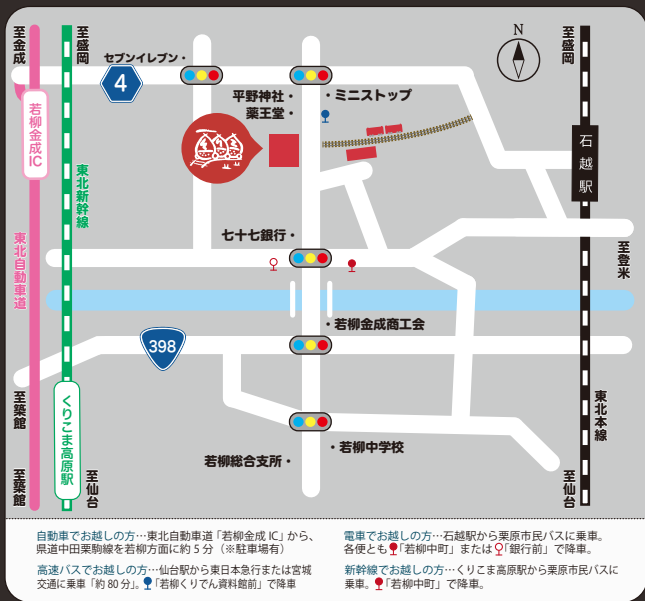 至金成
至盛岡
セブンイレブン・
4
平野神社・
薬王堂・
・ミニストップ
N
至盛岡
若柳金成IC
東北新幹線
東北自動車道
石越駅
七十七銀行・
至登米
・若柳金成商工会
398
くりこま高原駅
至築館
至築館
至仙台
東北本線
至仙台
若柳総合支所・
・若柳中学校
自動車でお越しの方…東北自動車道「若柳金成 IC」から、
県道中田栗駒線を若柳方面に約 5 分（※駐車場有）
高速バスでお越しの方…仙台駅から東日本急行または宮城
交通に乗車「約 80 分」。「若柳くりでん資料館前」で降車
電車でお越しの方…石越駅から栗原市民バスに乗車。
各便とも「若柳中町」または「銀行前」で降車。
新幹線でお越しの方…くりこま高原駅から栗原市民バスに
乗車。「若柳中町」で降車。